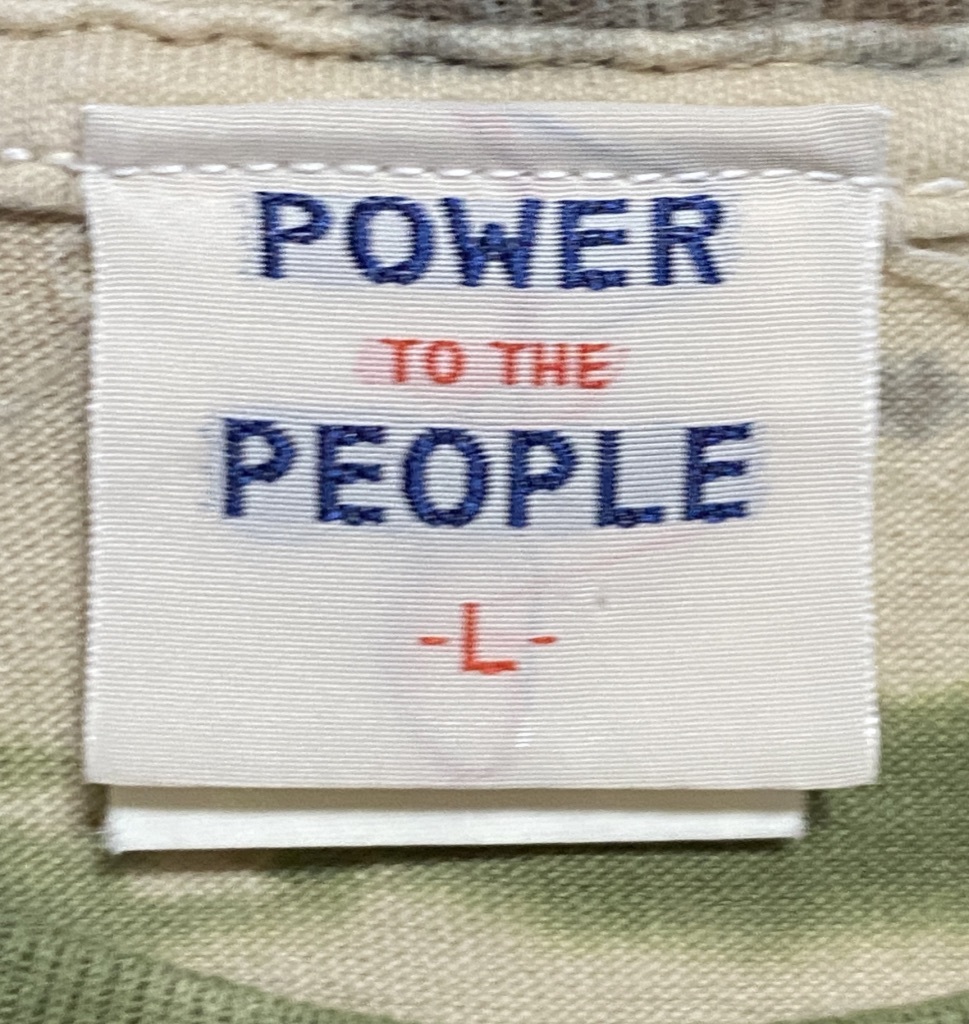 POWER
TO THE
PEOPLE
-L-